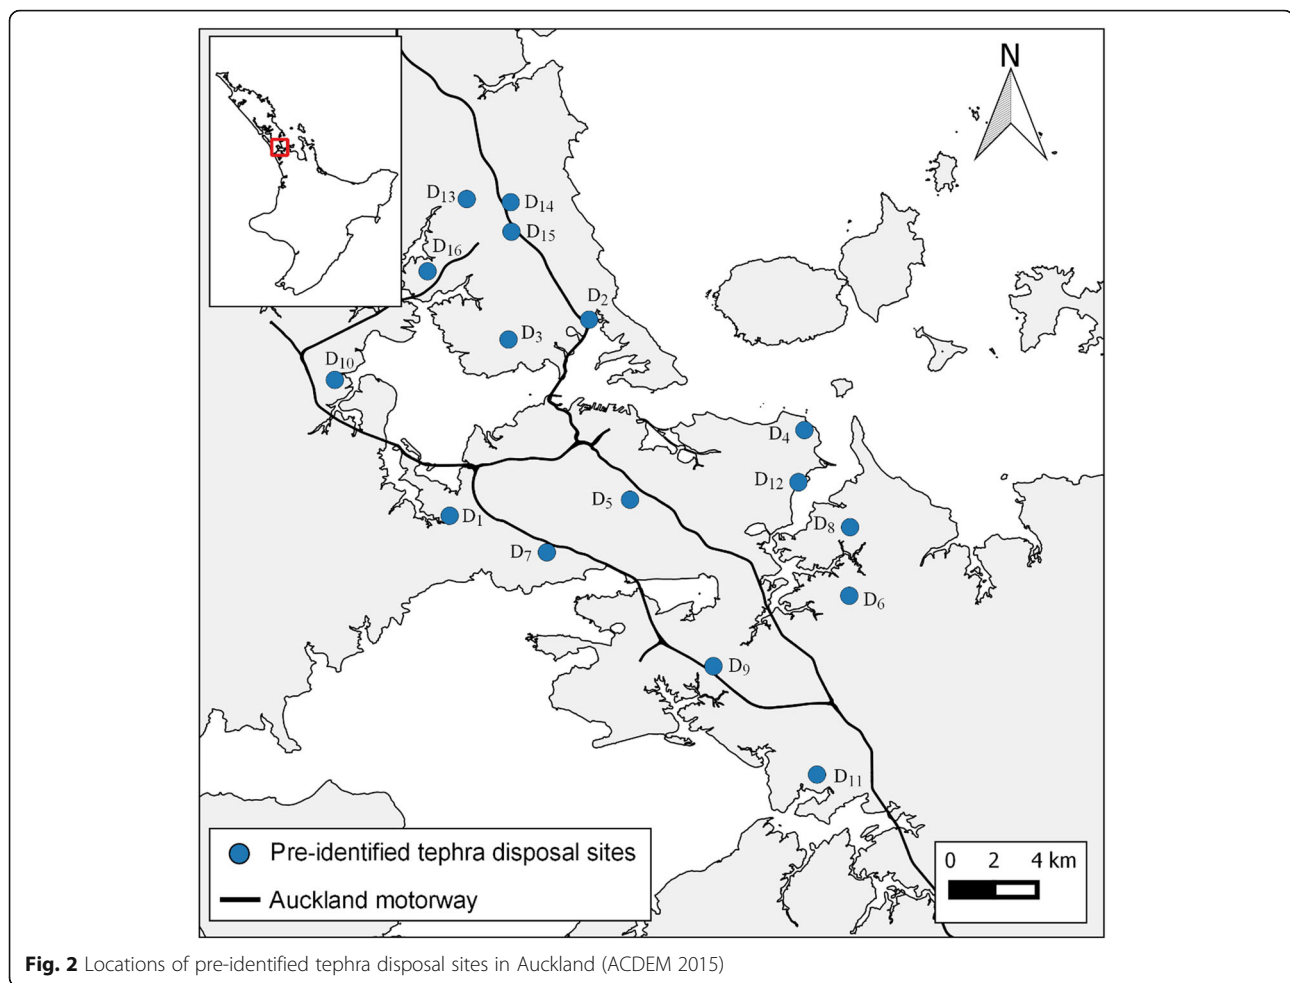 N
D13
D14
D15
D16
D2
D3
D10
D4
D12
D5
D1
D8
D7
D6
D9
D11
Pre-identified tephra disposal sites
Auckland motorway
0 2 4 km
Fig. 2 Locations of pre-identified tephra disposal sites in Auckland (ACDEM 2015)